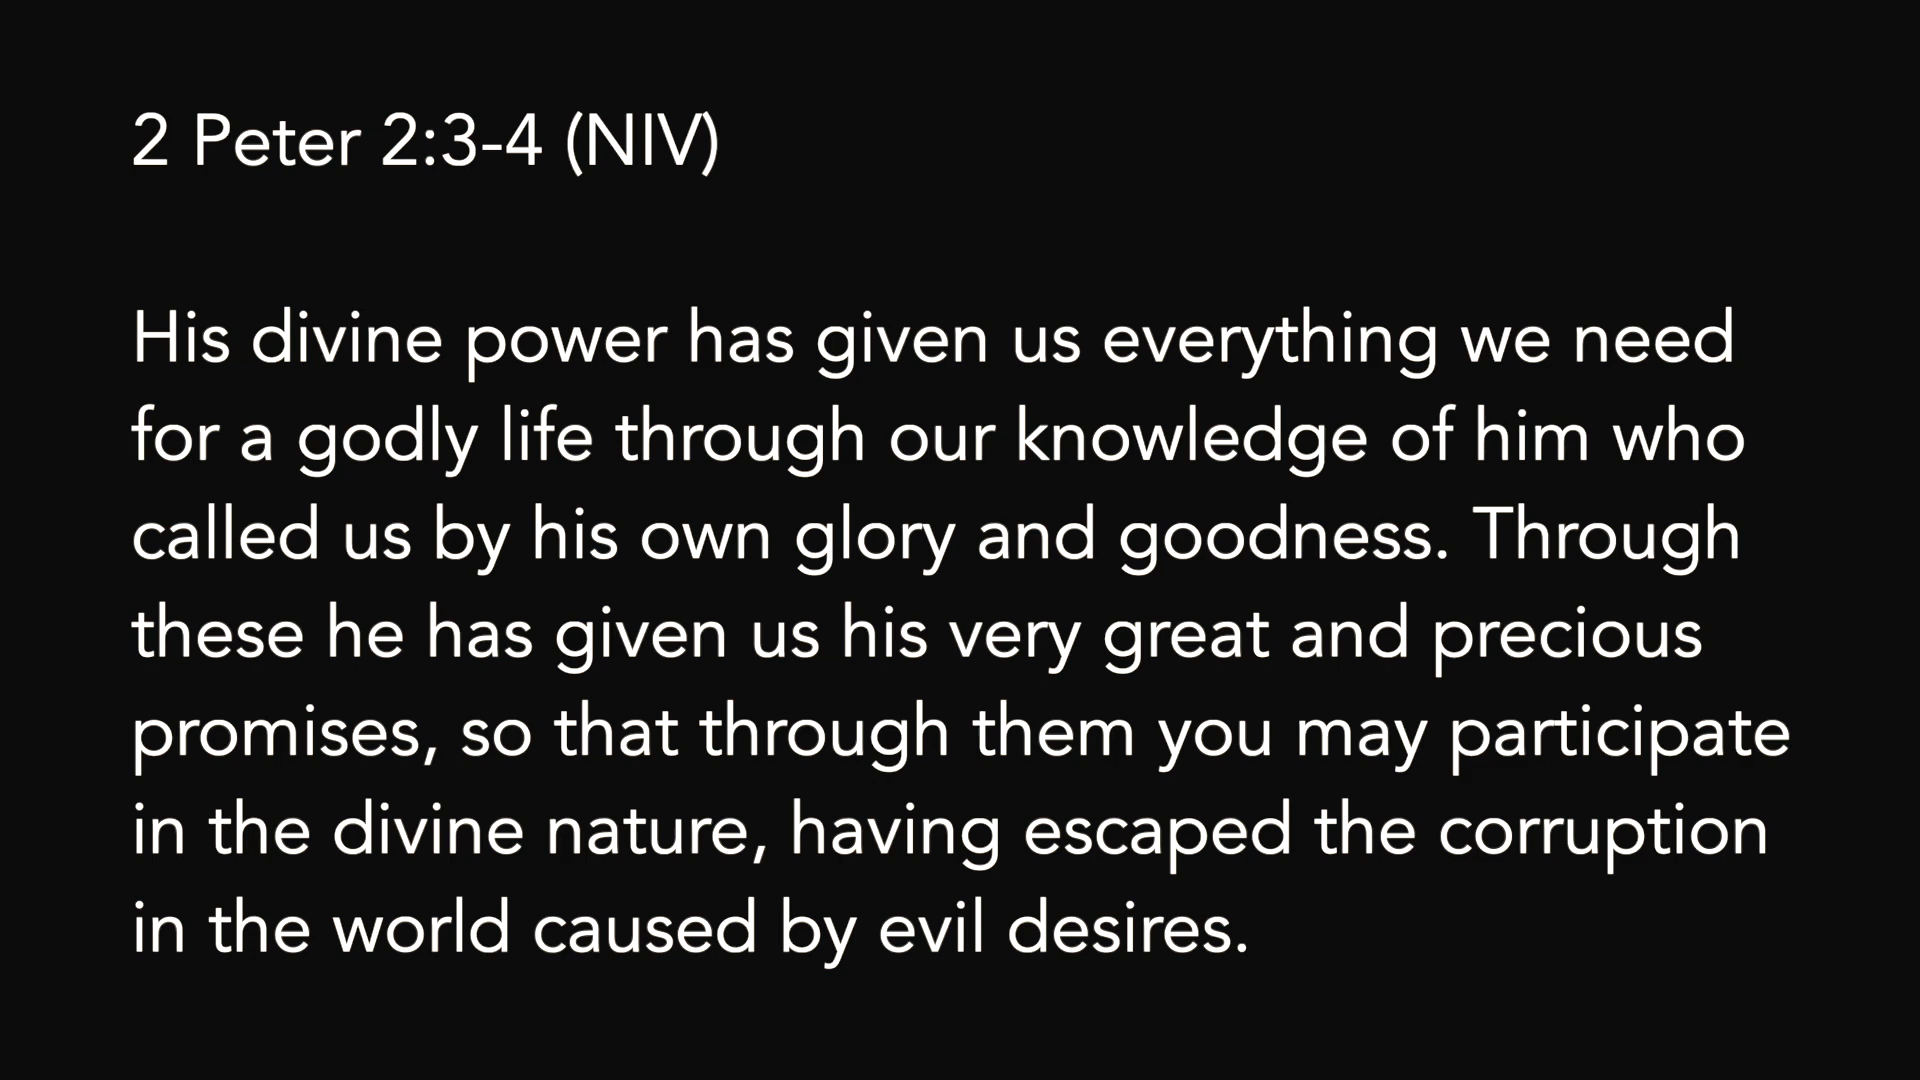 2 Peter 2:3-4 (NIV)
His divine power has given us everything we need
for a godly life through our knowledge of him who
called us by his own glory and goodness. Through
these he has given us his very great and precious
promises, so that through them you may participate
in the divine nature, having escaped the corruption
in the world caused by evil desires.